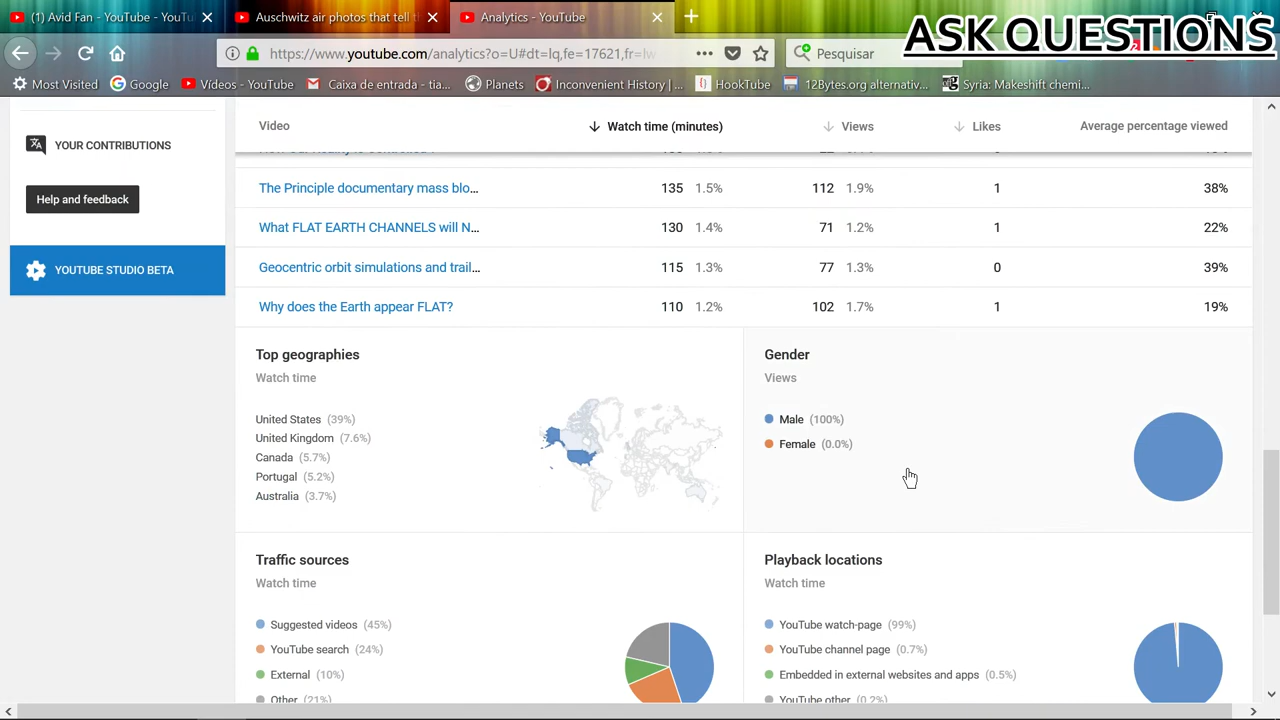 (1) Avid Fan - YouTube - YouTu
Auschwitz air photos that tell th
Analytics - YouTube
ASK QUESTIONS
https://www.youtube.com/analytics?o=U#dt=lq,fe=17621,fr=lw
Pesquisar
Most Visited
Google
Vídeos - YouTube
Caixa de entrada - tia...
Planets
Inconvenient History | ...
HookTube
12Bytes.org alternativ...
Syria: Makeshift chemi...
YOUR CONTRIBUTIONS
Help and feedback
YOUTUBE STUDIO BETA
Video Watch time (minutes) Views Likes Average percentage viewed
The Principle documentary mass blo... 135 1.5% 112 1.9% 1 38%
What FLAT EARTH CHANNELS will N... 130 1.4% 71 1.2% 1 22%
Geocentric orbit simulations and trail... 115 1.3% 77 1.3% 0 39%
Why does the Earth appear FLAT? 110 1.2% 102 1.7% 1 19%
Top geographies
Watch time
United States (39%)
United Kingdom (7.6%)
Canada (5.7%)
Portugal (5.2%)
Australia (3.7%)
Gender
Views
Male (100%)
Female (0.0%)
Traffic sources
Watch time
Suggested videos (45%)
YouTube search (24%)
External (10%)
Other (21%)
Playback locations
Watch time
YouTube watch-page (99%)
YouTube channel page (0.7%)
Embedded in external websites and apps (0.5%)
YouTube other (0.2%)